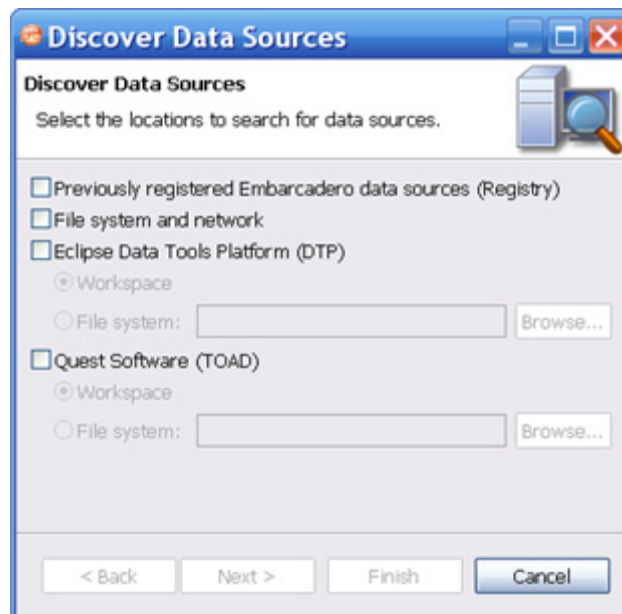 Discover Data Sources
Discover Data Sources
Select the locations to search for data sources.
Previously registered Embarcadero data sources (Registry)
File system and network
Eclipse Data Tools Platform (DTP)
Workspace
File system: Browse...
Quest Software (TOAD)
Workspace
File system: Browse...
< Back Next > Finish Cancel